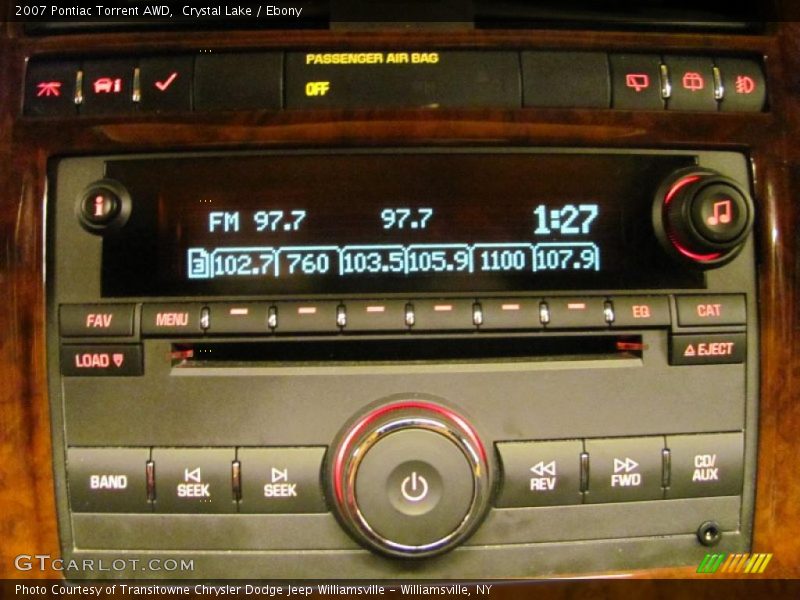 2007 Pontiac Torrent AWD,  Crystal Lake / Ebony
PASSENGER AIR BAG
OFF
i
FM 97.7 97.7 1:27
3 102.7 760 103.5 105.9 1100 107.9
FAV MENU EQ CAT
LOAD EJECT
BAND SEEK SEEK REV FWD CD/
AUX
GTCARLOT.COM
Photo Courtesy of Transitowne Chrysler Dodge Jeep Williamsville - Williamsville, NY